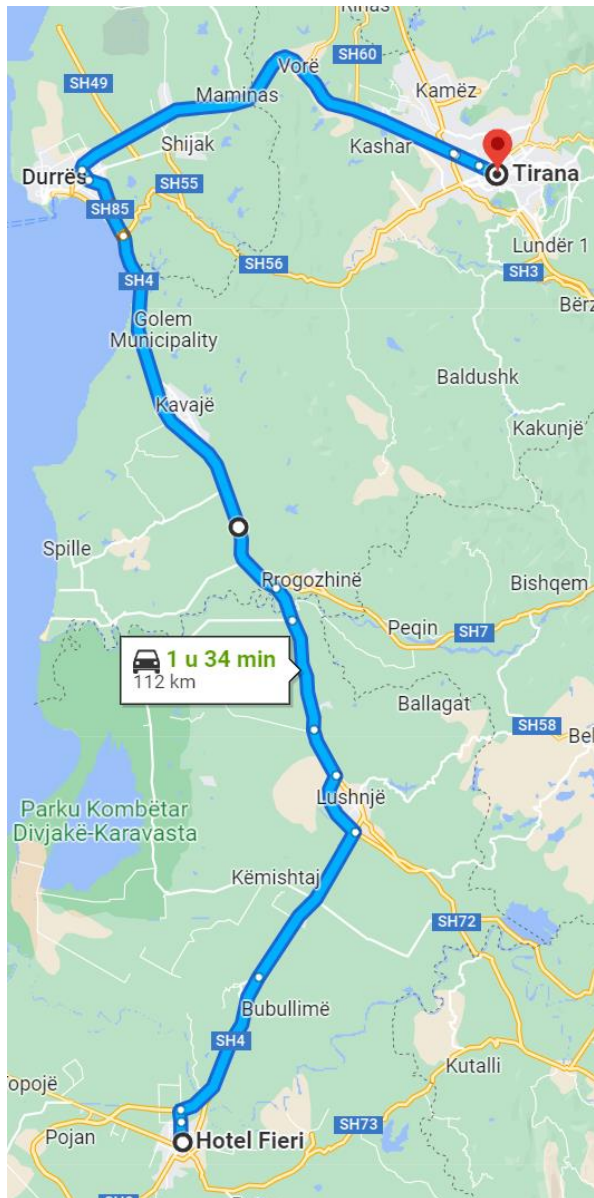 Rinas
SH60
Vorë
SH49
Maminas
Kamëz
Shijak
Kashar
Durrës
Tirana
SH55
SH85
Lundër 1
SH56
SH3
SH4
Golem
Municipality
Baldushk
Kavajë
Kakunjë
Spille
Rrogozhinë
Bishqem
Peqin
SH7
1 u 34 min
112 km
Ballagat
SH58
Lushnjë
Parku Kombëtar
Divjakë-Karavasta
Këmishtaj
SH72
Bubullimë
SH4
Kutalli
Topojë
SH73
Pojan
Hotel Fieri